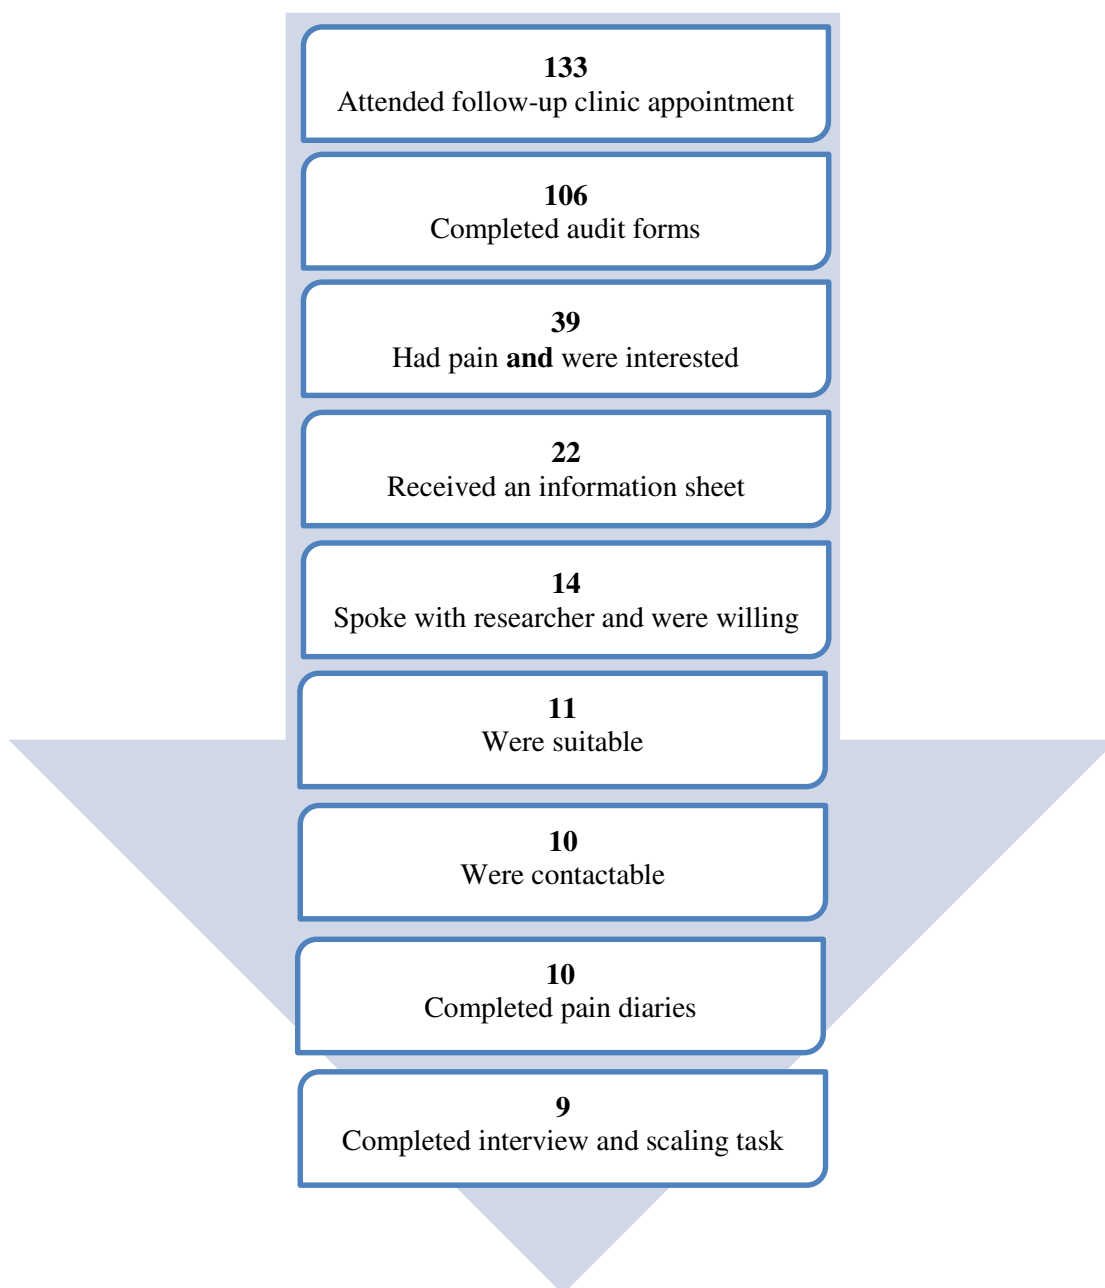 133
Attended follow-up clinic appointment
106
Completed audit forms
39
Had pain and were interested
22
Received an information sheet
14
Spoke with researcher and were willing
11
Were suitable
10
Were contactable
10
Completed pain diaries
9
Completed interview and scaling task